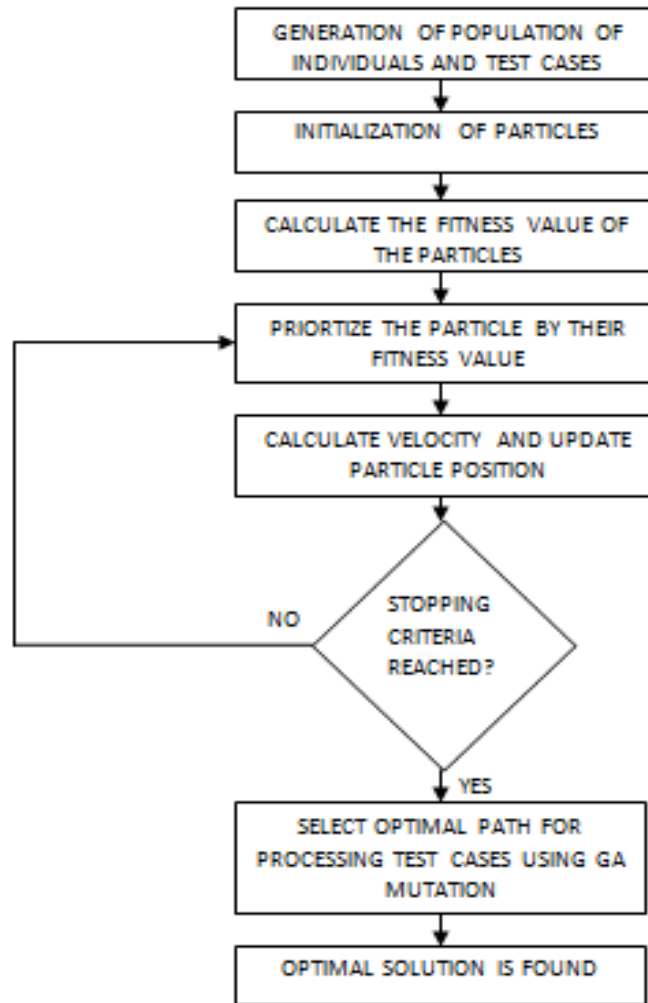 GENERATION OF POPULATION OF
INDIVIDUALS AND TEST CASES
INITIALIZATION OF PARTICLES
CALCULATE THE FITNESS VALUE OF
THE PARTICLES
PRIORTIZE THE PARTICLE BY THEIR
FITNESS VALUE
CALCULATE VELOCITY AND UPDATE
PARTICLE POSITION
STOPPING
CRITERIA
REACHED?
NO
YES
SELECT OPTIMAL PATH FOR
PROCESSING TEST CASES USING GA
MUTATION
OPTIMAL SOLUTION IS FOUND